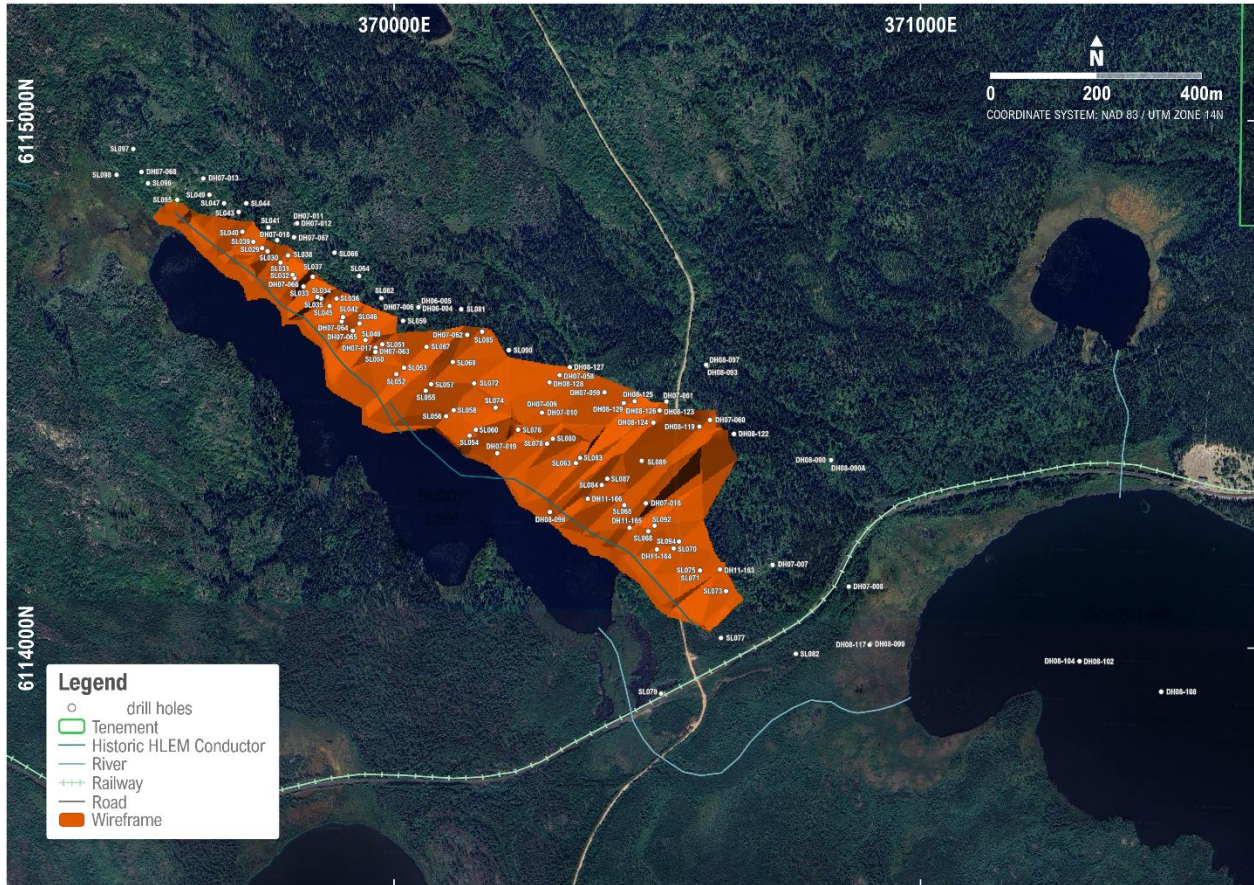 370000E
371000E
N
0 200 400m
COORDINATE SYSTEM: NAD 83 / UTM ZONE 14N
6115000N
6114000N
SL097
SL098
DH07-068
SL096
DH07-013
SL095
SL049
SL047
SL044
SL043
DH07-011
DH07-012
SL041
SL040
DH07-018
DH07-067
SL039
SL029
SL038
SL066
SL030
SL031
SL032
SL037
SL064
DH07-066
SL033
SL034
SL035
SL036
SL062
DH07-006
DH06-005
DH06-004
SL001
SL045
SL042
SL046
SL059
DH07-064
DH07-065
SL048
DH07-062
SL085
DH07-017
SL051
DH07-063
SL050
SL067
SL090
SL053
SL069
SL052
DH08-127
DH07-058
DH08-128
DH08-097
DH08-093
SL057
SL055
SL072
DH07-059
DH08-125
DH07-061
SL074
DH08-129
DH08-126
DH08-123
SL058
SL056
DH07-009
DH07-010
DH08-124
DH08-119
DH07-060
DH08-122
SL060
SL054
SL076
SL078
SL080
DH07-019
SL083
SL063
SL089
DH08-090
DH08-090A
SL087
SL084
DH11-166
SL065
DH07-016
DH08-096
DH11-165
SL092
SL068
SL094
DH11-164
SL070
SL075
SL071
DH11-163
DH07-007
SL073
DH07-008
SL077
SL082
DH08-117
DH08-099
DH08-104
DH08-102
DH08-108
SL079
Bobby
Lake
Legend
drill holes
Tenement
Historic HLEM Conductor
River
Railway
Road
Wireframe